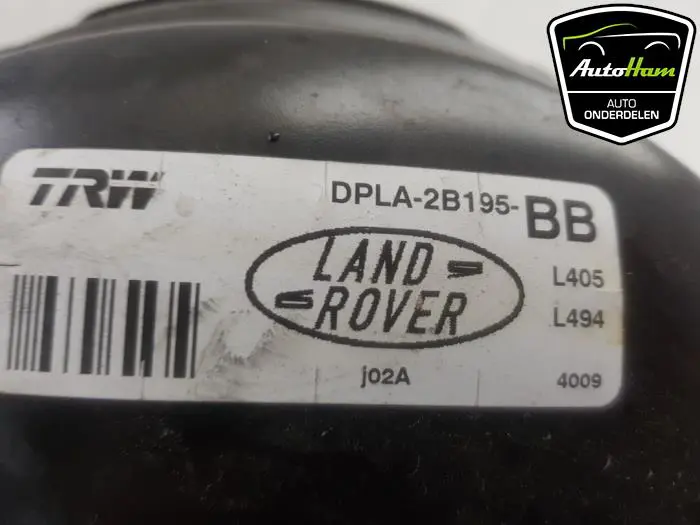 AutoHam
AUTO
ONDERDELEN
TRW
DPLA-2B195-BB
LAND
ROVER
L405
L494
j02A
4009